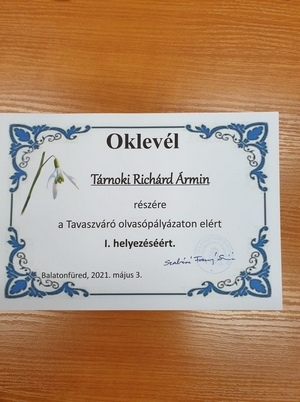 Oklevél
Tárnoki Richárd Ármin
részére
a Tavaszváró olvasópályázaton elért
I. helyezéséért.
Balatonfüred, 2021. május 3.